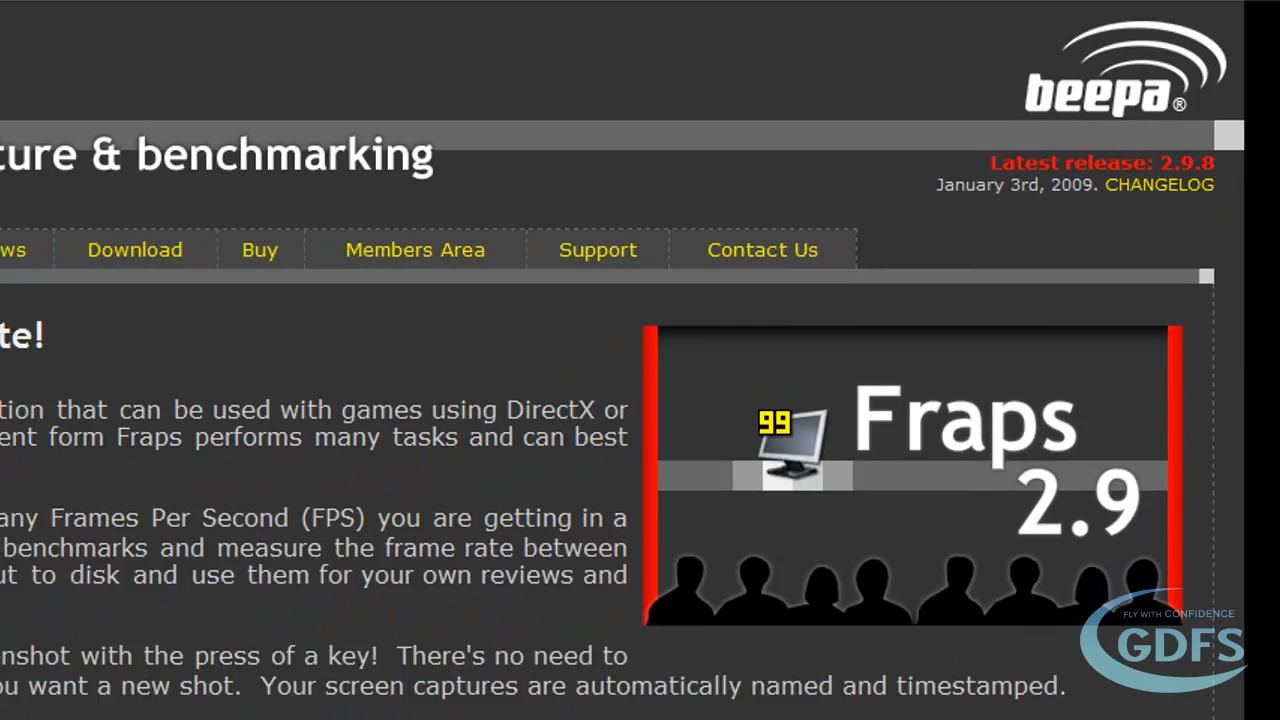 beepa®
ture & benchmarking
Latest release: 2.9.8
January 3rd, 2009. CHANGELOG
ws Download Buy Members Area Support Contact Us
te!
tion that can be used with games using DirectX or
ent form Fraps performs many tasks and can best
99
Fraps
2.9
any Frames Per Second (FPS) you are getting in a
benchmarks and measure the frame rate between
ut to disk and use them for your own reviews and
FLY WITH CONFIDENCE
GDFS
nshot with the press of a key! There's no need to
ou want a new shot. Your screen captures are automatically named and timestamped.